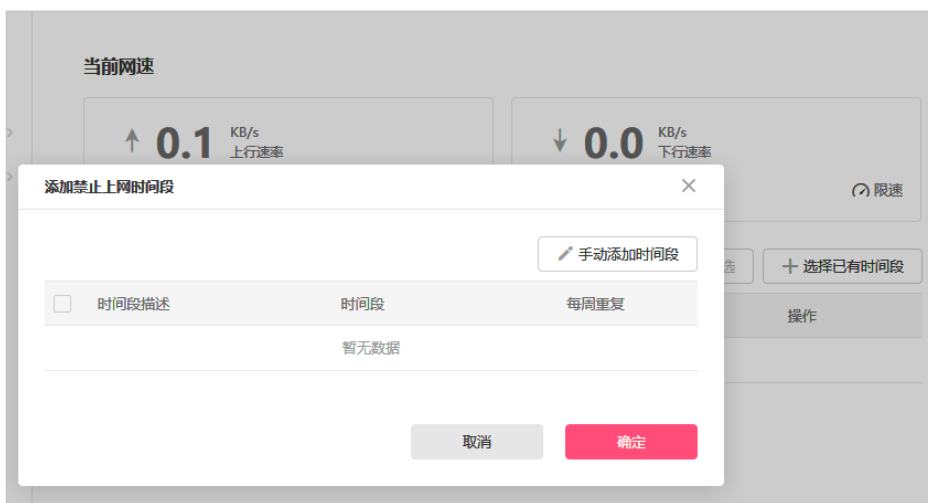 当前网速
0.1 KB/s 上行速率
0.0 KB/s 下行速率
限速
选 选择已有时间段
操作
添加禁止上网时间段
手动添加时间段
时间段描述 时间段 每周重复
暂无数据
取消 确定